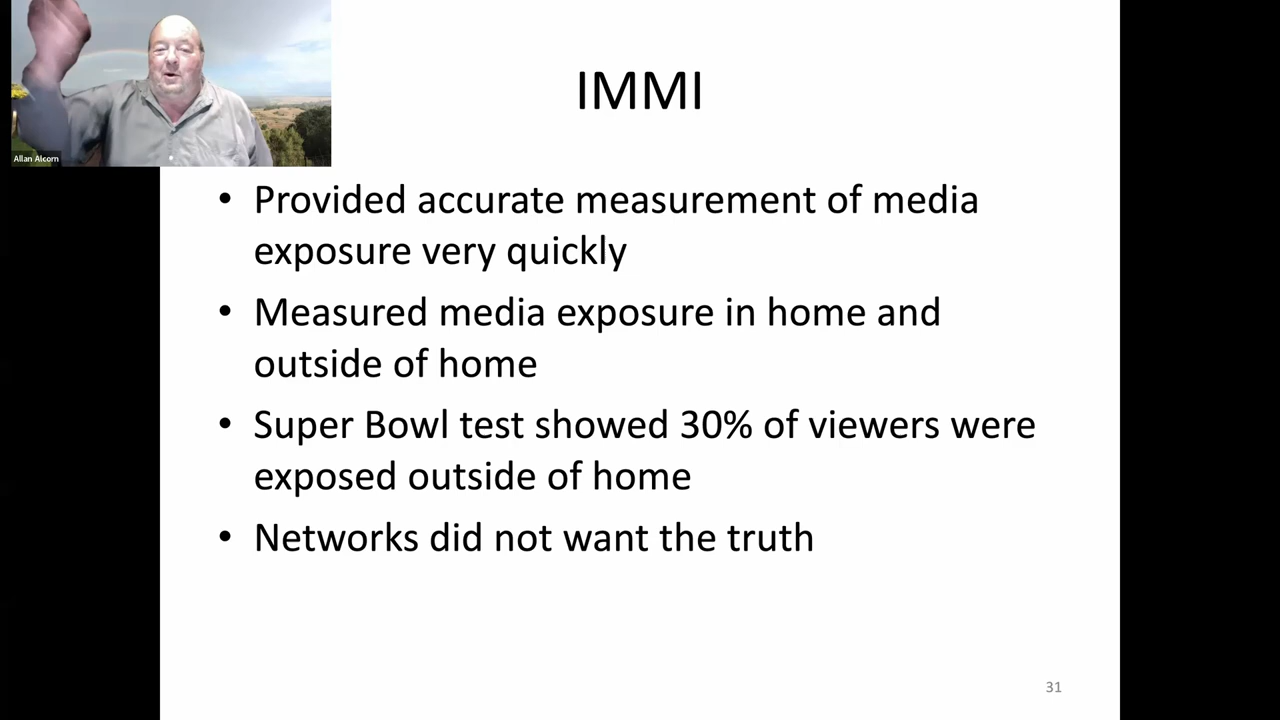 IMMI
Allan Alcorn
• Provided accurate measurement of media
exposure very quickly
• Measured media exposure in home and
outside of home
• Super Bowl test showed 30% of viewers were
exposed outside of home
• Networks did not want the truth
31